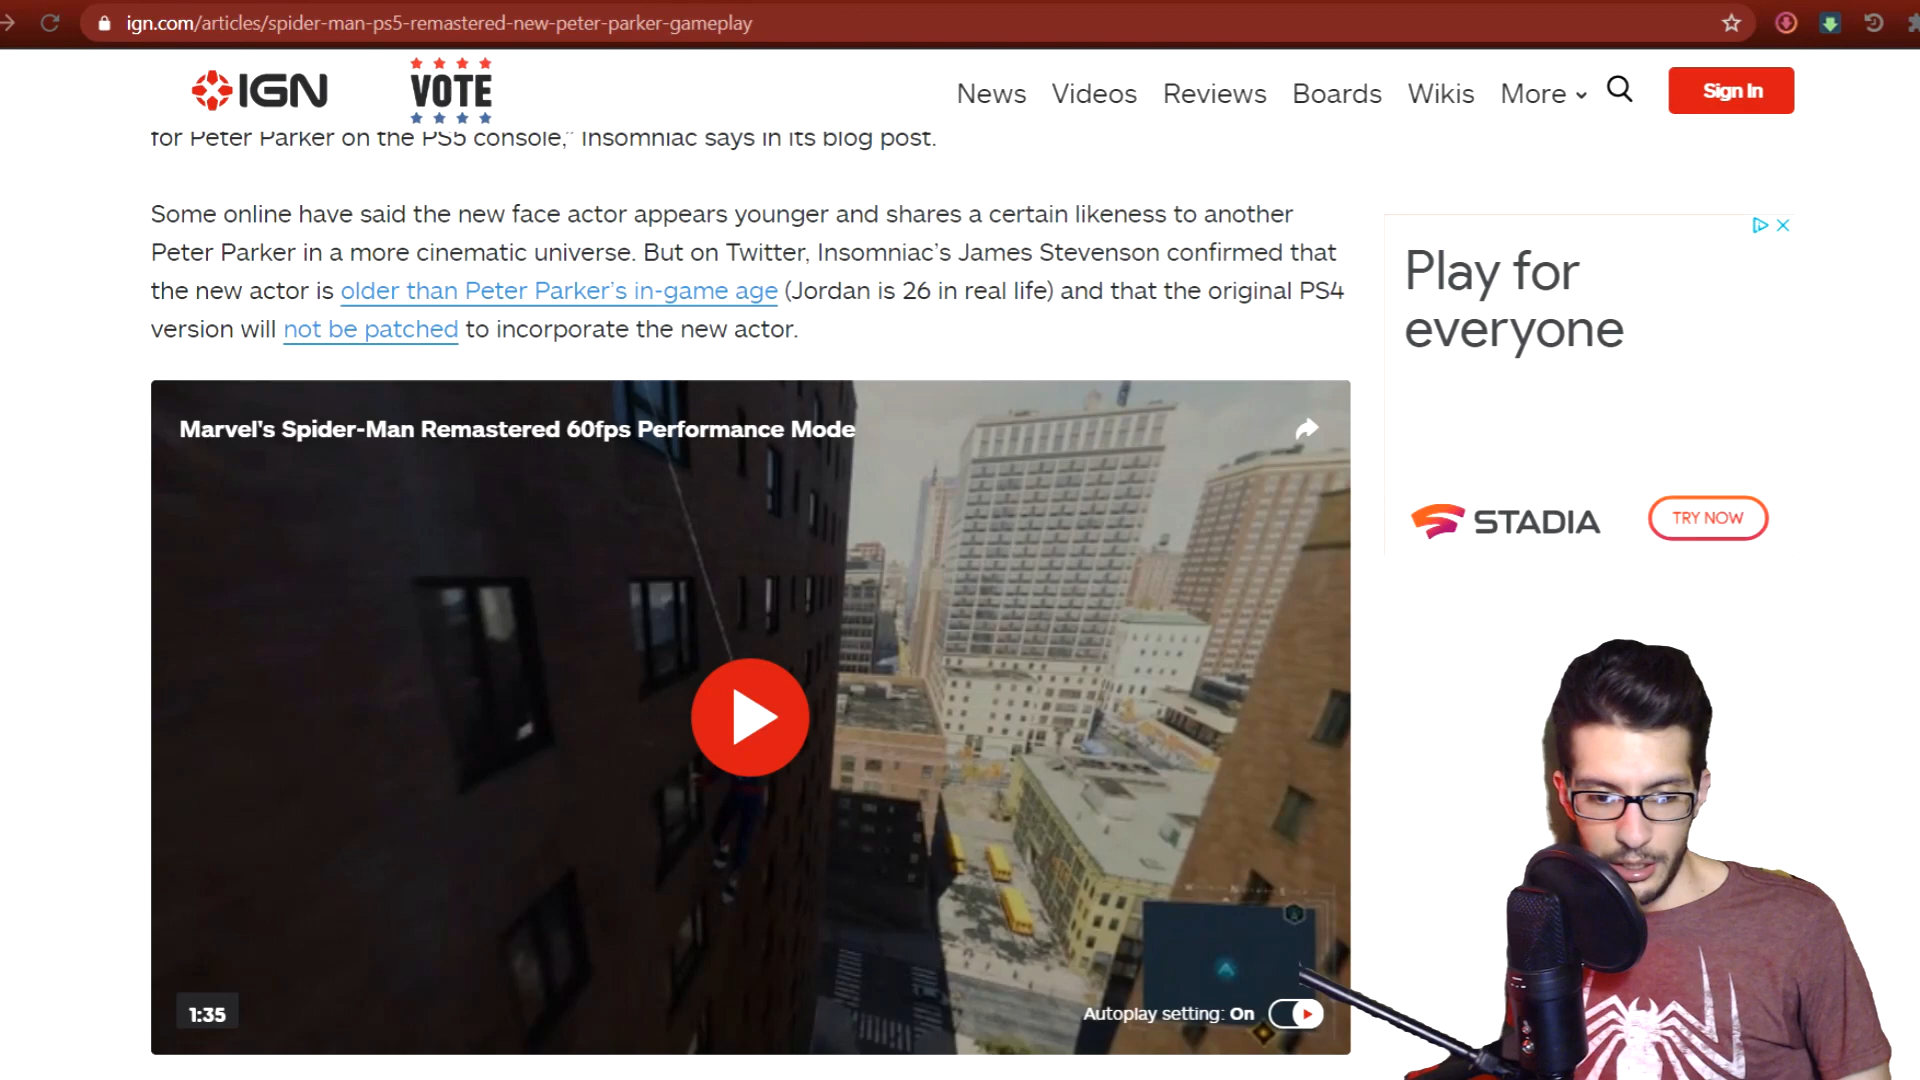 ign.com/articles/spider-man-ps5-remastered-new-peter-parker-gameplay
IGN
VOTE
News Videos Reviews Boards Wikis More
Sign In
for Peter Parker on the PS5 console," Insomniac says in its blog post.
Some online have said the new face actor appears younger and shares a certain likeness to another
Peter Parker in a more cinematic universe. But on Twitter, Insomniac's James Stevenson confirmed that
the new actor is older than Peter Parker's in-game age (Jordan is 26 in real life) and that the original PS4
version will not be patched to incorporate the new actor.
Marvel's Spider-Man Remastered 60fps Performance Mode
1:35
Autoplay setting: On
Play for
everyone
STADIA
TRY NOW